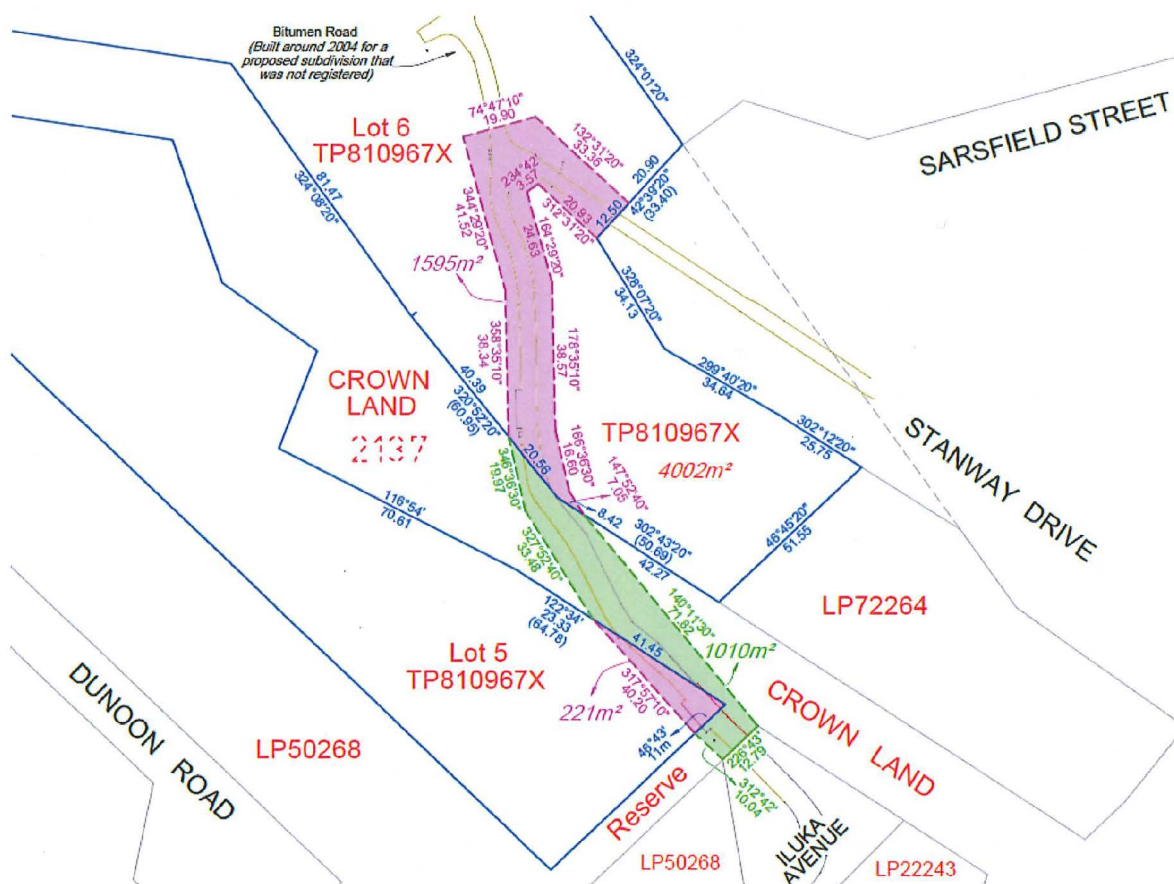 Bitumen Road
(Built around 2004 for a
proposed subdivision that
was not registered)
324°01'20"
SARSFIELD STREET
74°47'10"
19.90
Lot 6
TP810967X
132°31'20"
33.36
20.90
42°39'20"
(33.40)
12.50
234°42'
3.57
20.93
312°31'20"
81.47
324°08'20"
344°29'20"
41.52
164°29'20"
24.63
1595m²
328°07'20"
34.13
358°35'10"
38.34
178°35'10"
38.57
299°40'20"
34.64
40.39
320°52'20"
(60.95)
CROWN
LAND
2137
TP810967X
4002m²
302°12'20"
25.75
20.56
166°36'30"
16.60
147°52'40"
7.05
STANWAY DRIVE
346°36'30"
19.97
8.42
302°43'20"
(50.69)
42.27
46°45'20"
51.55
116°54'
70.61
327°52'40"
33.48
LP72264
122°34'
23.33
(64.78)
140°11'30"
71.82
41.45
1010m²
Lot 5
TP810967X
221m²
317°57'10"
40.20
CROWN LAND
DUNOON ROAD
LP50268
46°43'
11m
226°43'
12.79
312°42'
10.04
Reserve
ILUKA
AVENUE
LP50268
LP22243